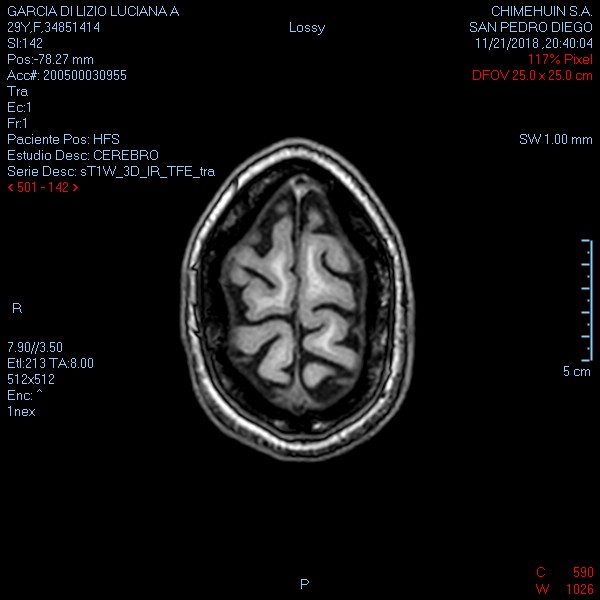 GARCIA DI LIZIO LUCIANA A
29Y,F,34851414
Sl:142
Pos:-78.27 mm
Acc#: 200500030955
Tra
Ec:1
Fr:1
Paciente Pos: HFS
Estudio Desc: CEREBRO
Serie Desc: sT1W_3D_IR_TFE_tra
< 501 - 142 >
Lossy
CHIMEHUIN S.A.
SAN PEDRO DIEGO
11/21/2018 ,20:40:04
117% Pixel
DFOV 25.0 x 25.0 cm
SW 1.00 mm
R
5 cm
7.90//3.50
Etl:213 TA:8.00
512x512
Enc: ^
1nex
P
C 590
W 1026